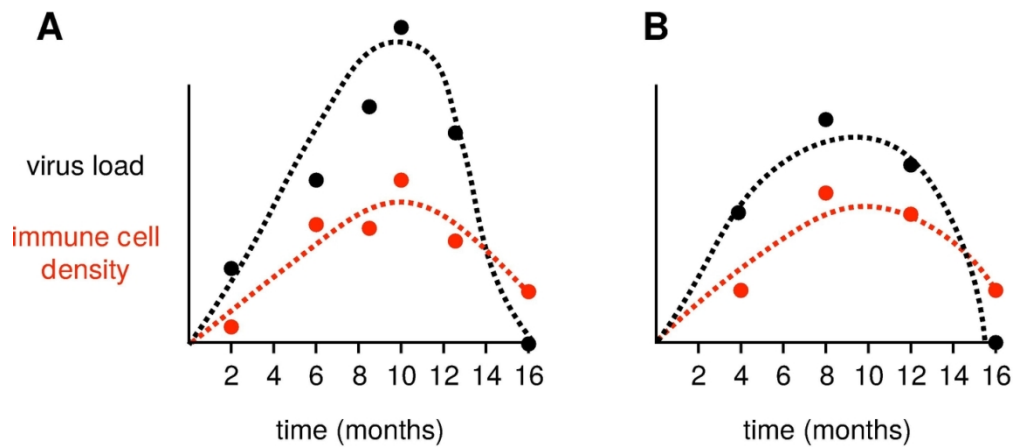 A
B
virus load
immune cell
density
2 4 6 8 10 12 14 16
2 4 6 8 10 12 14 16
time (months)
time (months)